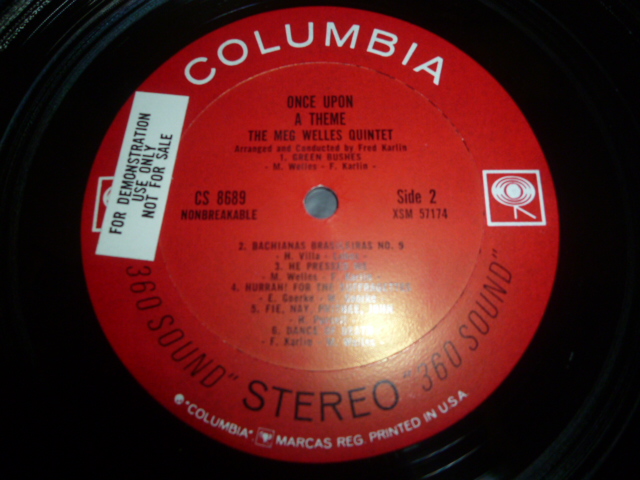 COLUMBIA
ONCE UPON
A THEME
THE MEG WELLES QUINTET
Arranged and Conducted by Fred Karlin
1. GREEN BUSHES
- M. Welles - F. Karlin -
FOR DEMONSTRATION
USE ONLY
NOT FOR SALE
CS 8689
NONBREAKABLE
Side 2
XSM 57174
2. BACHIANAS NO. 5
- H. Villa -
3. HE
M. Welles -
4. HURRAH! FOR THE
- E.
5. FIE, NAY,
- H.
6. DANCE
F. Karlin - M. Welles
"360 SOUND" STEREO "360 SOUND"
"COLUMBIA" MARCAS REG. PRINTED IN U.S.A.